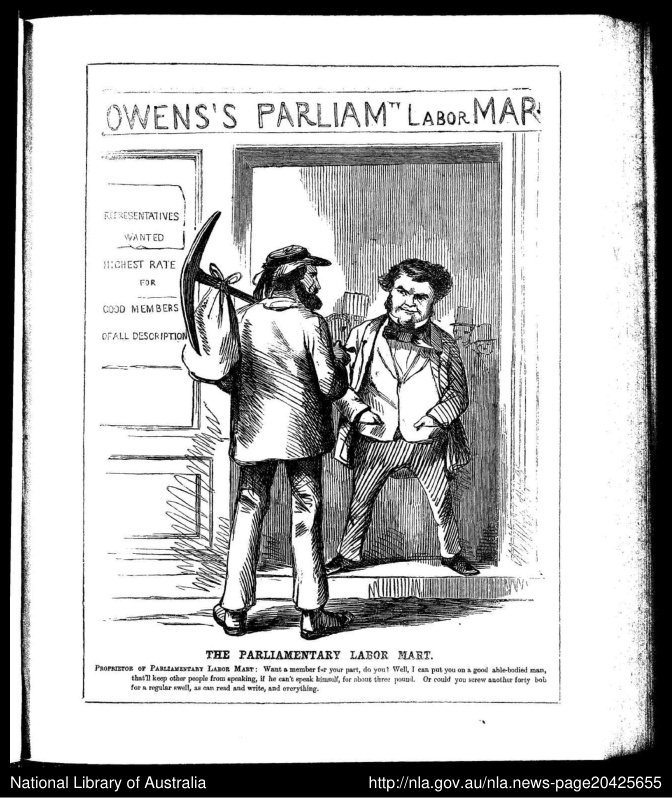 OWENS'S PARLIAMTY LABOR MAR
REPRESENTATIVES
WANTED
HIGHEST RATE
FOR
GOOD MEMBERS
OF ALL DESCRIPTION
THE PARLIAMENTARY LABOR MART.
PROPRIETOR OF PARLIAMENTARY LABOR MART: Want a member for your part, do you? Well, I can put you on a good able-bodied man,
that'll keep other people from speaking, if he can't speak himself, for about three pound. Or could you screw another forty bob
for a regular swell, as can read and write, and everything.
National Library of Australia
http://nla.gov.au/nla.news-page20425655